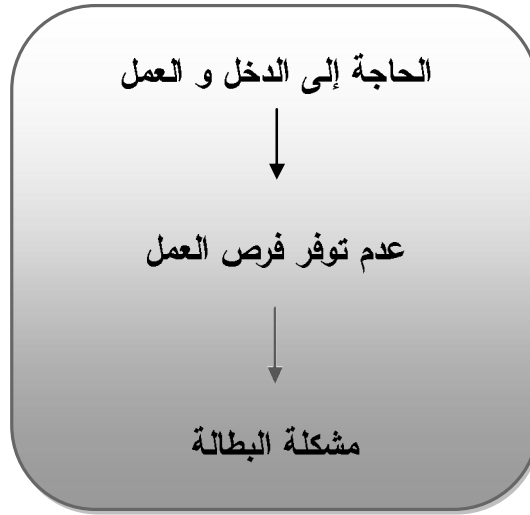 الحاجة إلى الدخل و العمل
عدم توفر فرص العمل
مشكلة البطالة